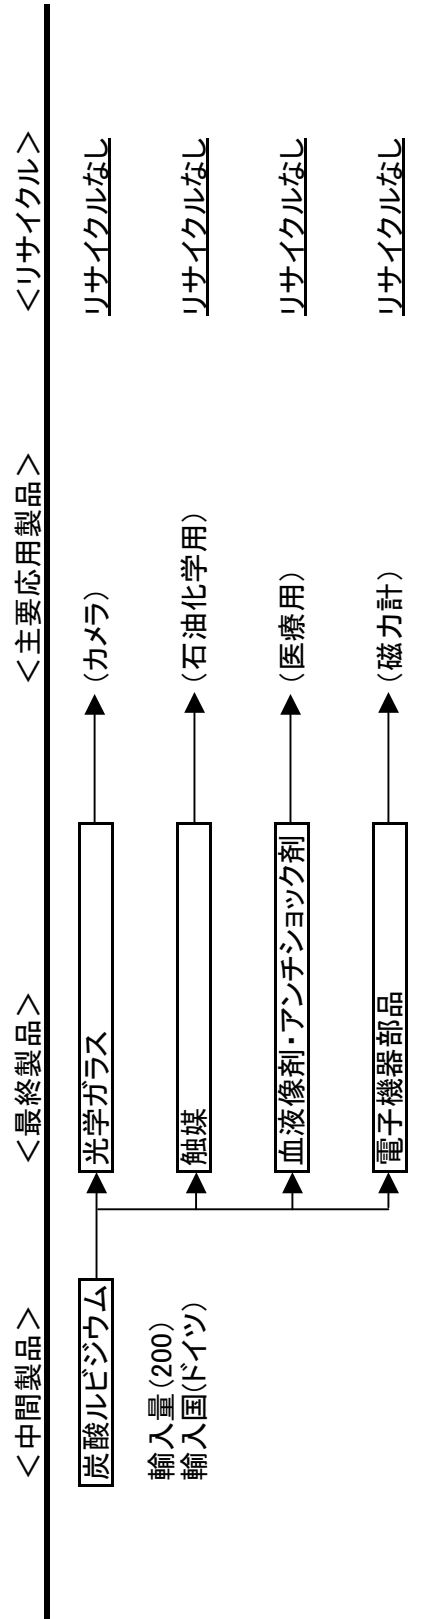 ＜中間製品＞ ＜最終製品＞ ＜主要応用製品＞ ＜リサイクル＞
炭酸ルビジウム 光学ガラス (カメラ) リサイクルなし
輸入量(200)
輸入国(ドイツ)
触媒 (石油化学用) リサイクルなし
血液像剤・アンチショック剤 (医療用) リサイクルなし
電子機器部品 (磁力計) リサイクルなし